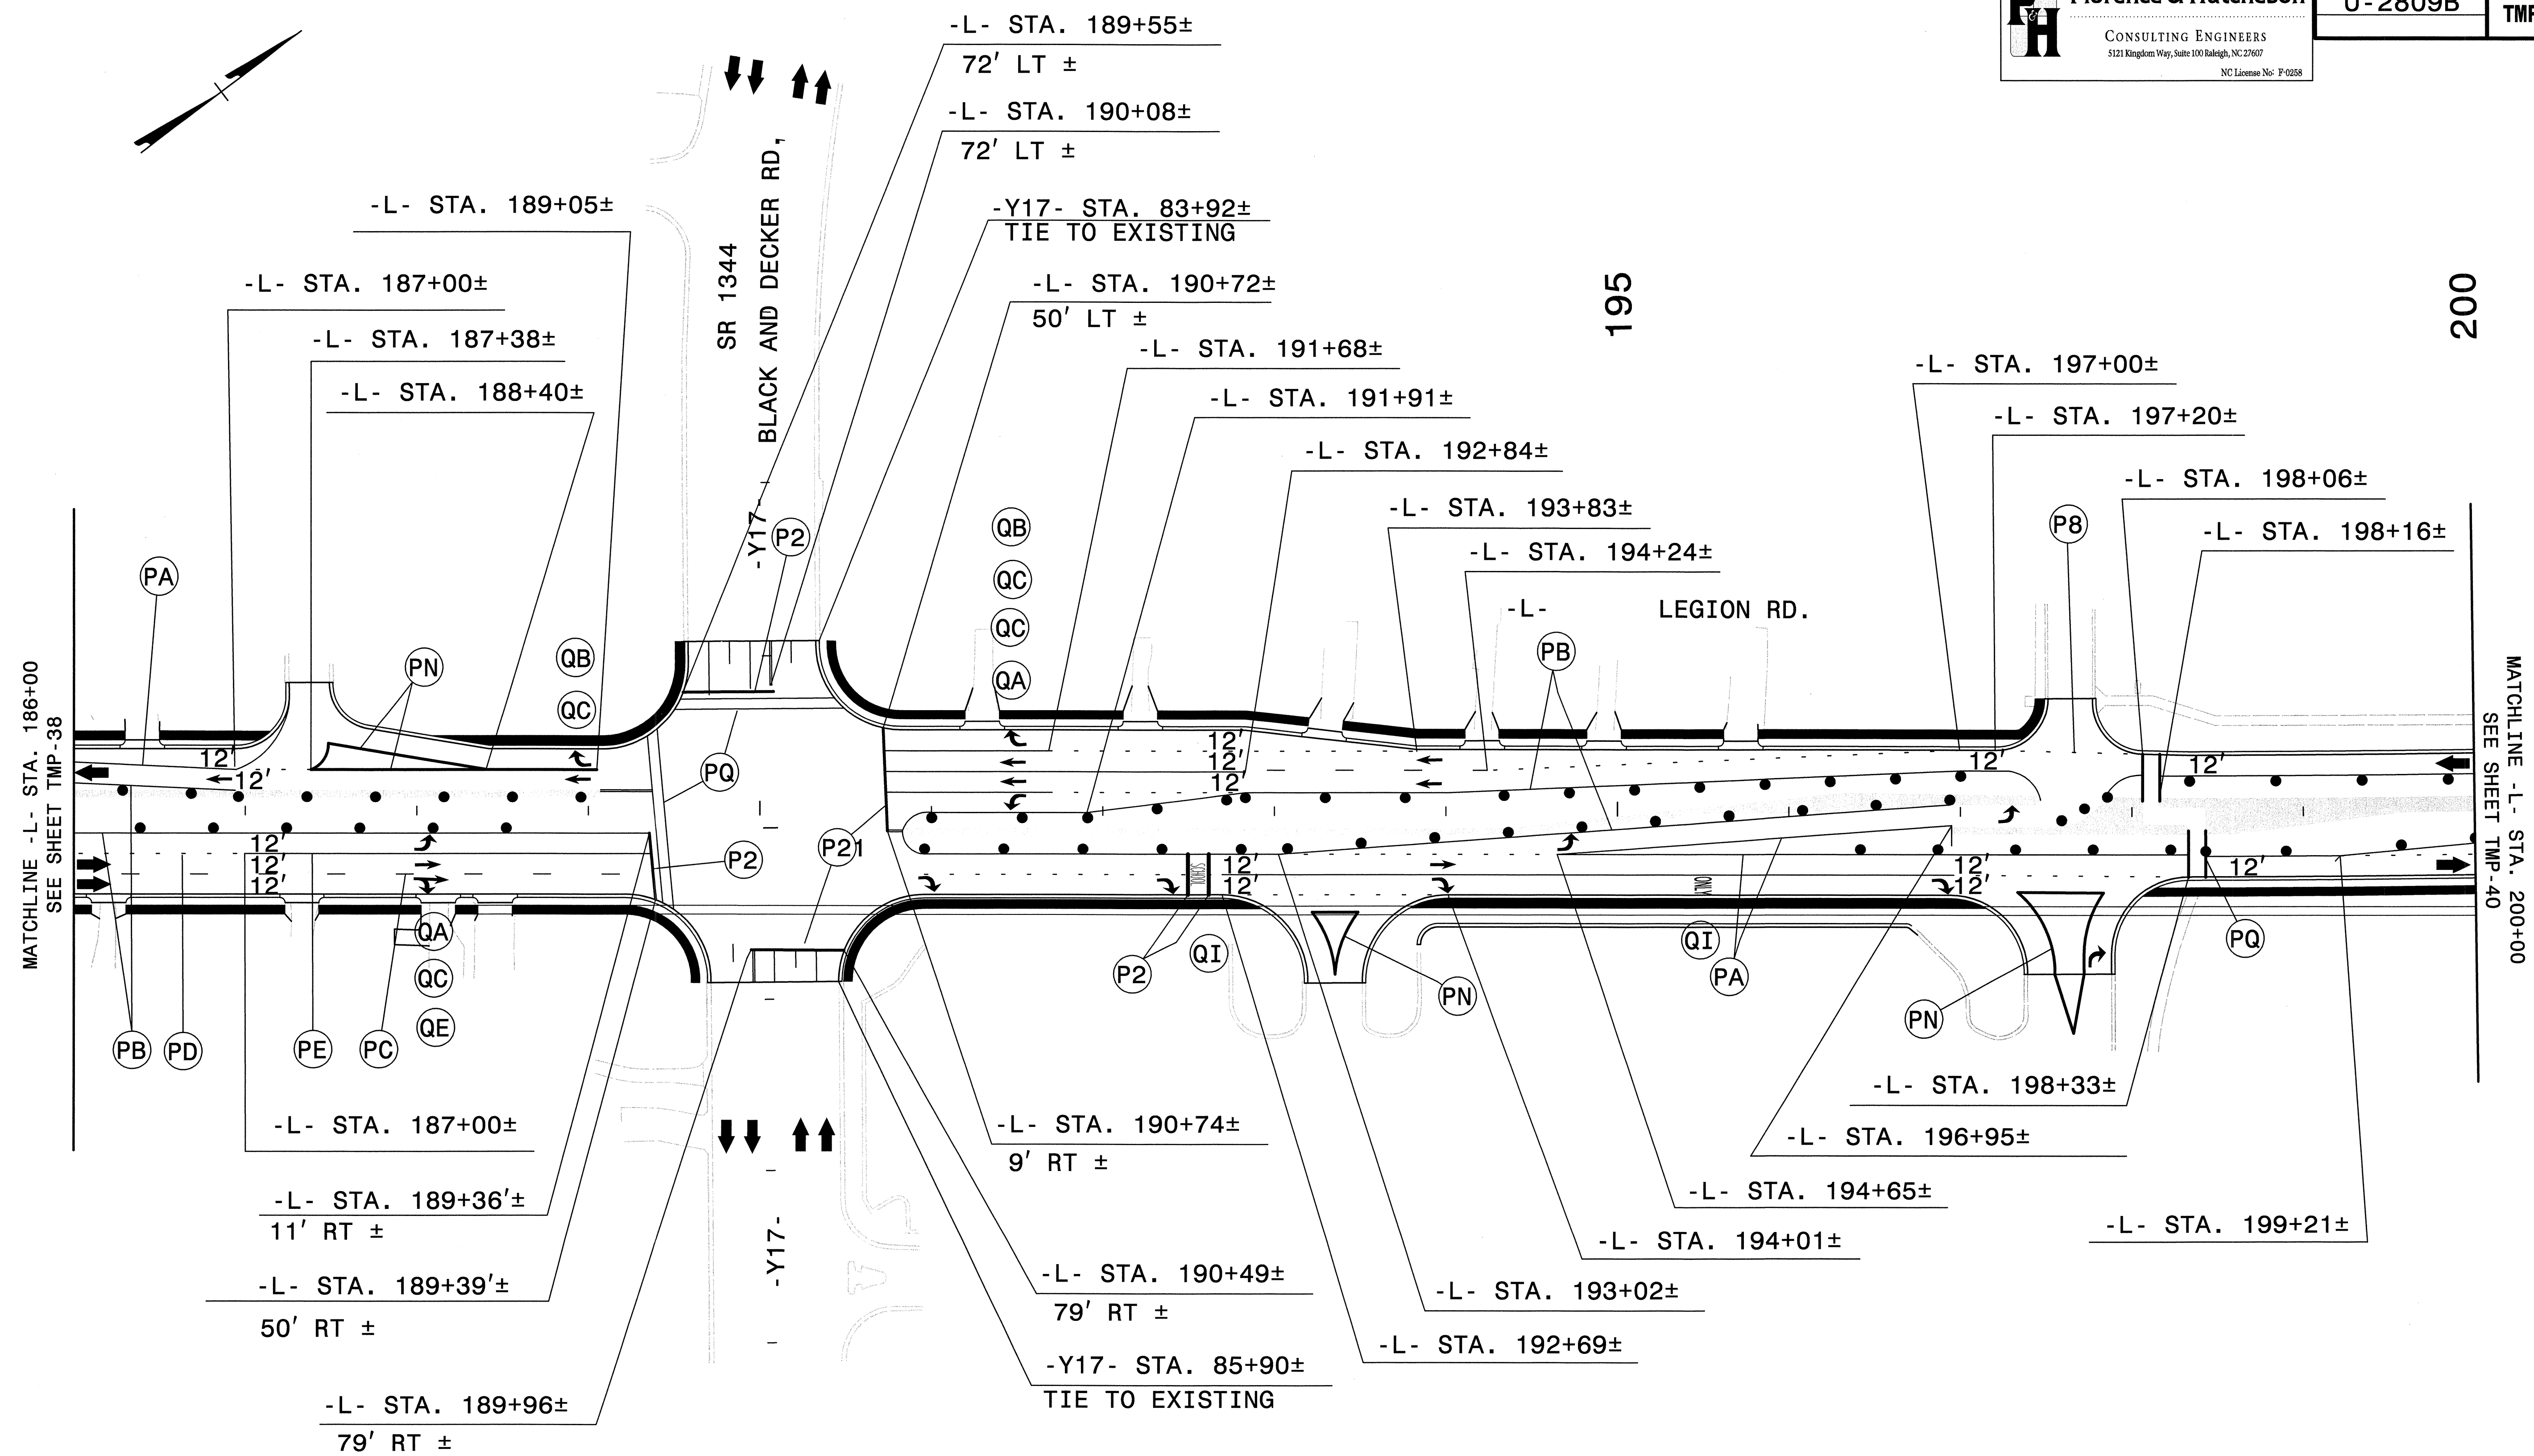 CONSULTING ENGINEERS
5121 Kingdom Way, Suite 100 Raleigh, NC 27607
NC License No: F-0258
U-2809B
-L- STA. 189+55±
72' LT ±
-L- STA. 190+08±
72' LT ±
-Y17- STA. 83+92±
TIE TO EXISTING
-L- STA. 190+72±
50' LT ±
-L- STA. 191+68±
-L- STA. 191+91±
-L- STA. 192+84±
-L- STA. 193+83±
-L- STA. 194+24±
-L- STA. 189+05±
-L- STA. 187+00±
-L- STA. 187+38±
-L- STA. 188+40±
SR 1344
BLACK AND DECKER RD,
-Y17-
195
200
-L- STA. 197+00±
-L- STA. 197+20±
-L- STA. 198+06±
-L- STA. 198+16±
-L- LEGION RD.
PA
PN
QB
QC
P2
QB
QC
QC
QA
PB
P8
MATCHLINE -L- STA. 186+00
SEE SHEET TMP-38
MATCHLINE -L- STA. 200+00
SEE SHEET TMP-40
12'
12'
12'
12'
12'
PQ
P2
P21
12'
12'
12'
12'
12'
SCHOOL
ONLY
12'
12'
12'
12'
12'
PB
PD
PE
PC
QA
QC
QE
P2
QI
PN
QI
PA
PN
PQ
-L- STA. 187+00±
-L- STA. 189+36'±
11' RT ±
-L- STA. 189+39'±
50' RT ±
-L- STA. 189+96±
79' RT ±
-Y17-
-L- STA. 190+74±
9' RT ±
-L- STA. 190+49±
79' RT ±
-Y17- STA. 85+90±
TIE TO EXISTING
-L- STA. 198+33±
-L- STA. 196+95±
-L- STA. 194+65±
-L- STA. 194+01±
-L- STA. 193+02±
-L- STA. 192+69±
-L- STA. 199+21±